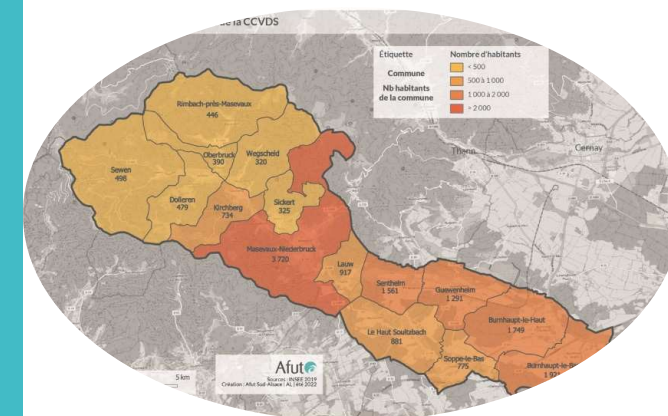 de la CCVDS
Étiquette
Commune
Nb habitants
de la commune
Nombre d'habitants
< 500
500 à 1 000
1 000 à 2 000
> 2 000
Rimbach-près-Masevaux
446
Thann
Cernay
Oberbruck
390
Wegscheid
320
Sewen
498
Dolleren
479
Kirchberg
734
Sickert
325
Masevaux-Niederbruck
3 720
Lauw
917
Sentheim
1 561
Guewenheim
1 291
Burnhaupt-le-Haut
1 749
Le Haut Soultzbach
881
Soppe-le-Bas
775
Burnhaupt-le-B
1 921
5 km
Afut
Sources : INSEE 2019
Création : Afut Sud-Alsace | AL | été 2022